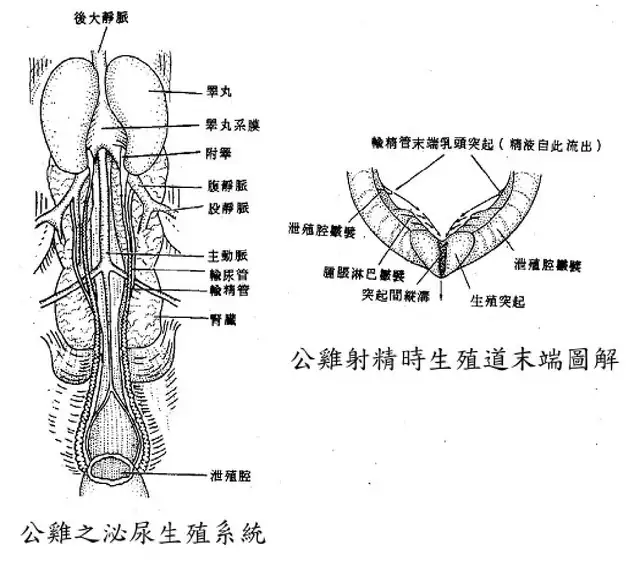 後大靜脈
睪丸
睪丸系膜
附睪
腹靜脈
股靜脈
主動脈
輸尿管
輸精管
腎臟
泄殖腔
公雞之泌尿生殖系統
輸精管末端乳頭突起(精液自此流出)
泄殖腔皺襞
腫脹淋巴皺襞
突起間縱溝
生殖突起
泄殖腔皺襞
公雞射精時生殖道末端圖解